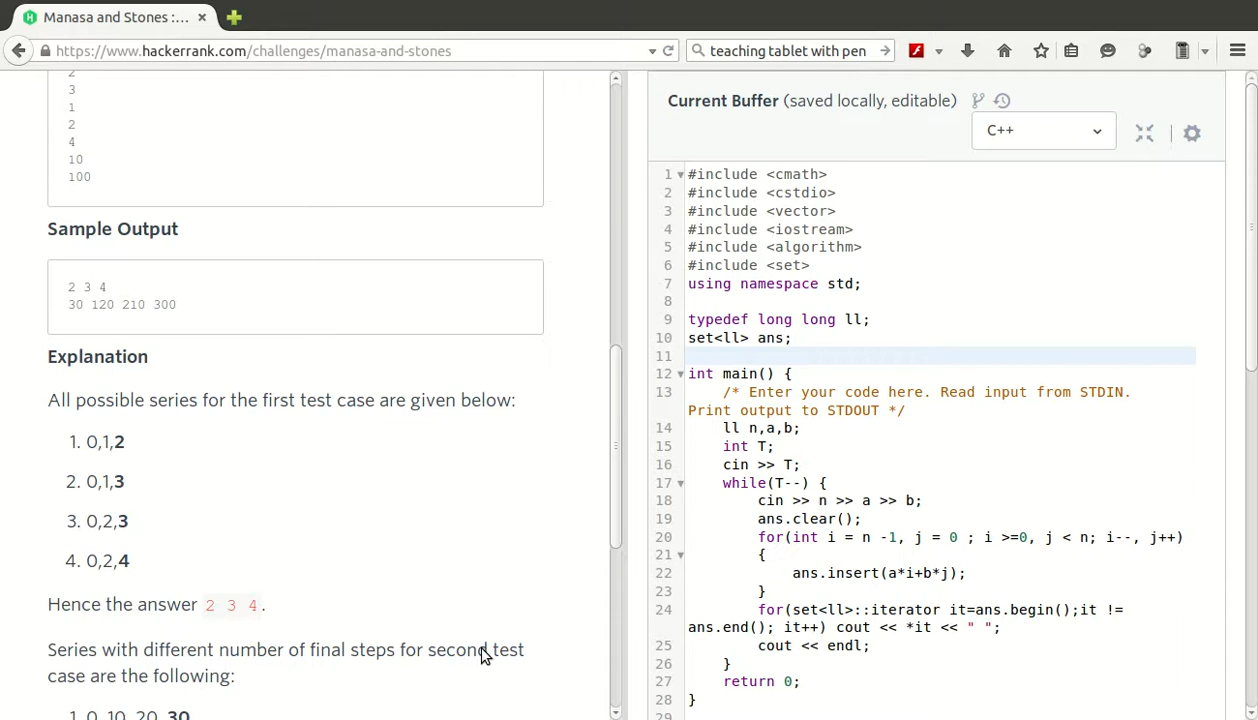 Manasa and Stones :...
https://www.hackerrank.com/challenges/manasa-and-stones
teaching tablet with pen
2
3
1
2
4
10
100
Sample Output
2 3 4
30 120 210 300
Explanation
All possible series for the first test case are given below:
1. 0,1,2
2. 0,1,3
3. 0,2,3
4. 0,2,4
Hence the answer 2 3 4.
Series with different number of final steps for second test
case are the following:
1. 0, 10, 20, 30
Current Buffer (saved locally, editable)
C++
1 #include <cmath>
2 #include <cstdio>
3 #include <vector>
4 #include <iostream>
5 #include <algorithm>
6 #include <set>
7 using namespace std;
8
9 typedef long long ll;
10 set<ll> ans;
11
12 int main() {
13 /* Enter your code here. Read input from STDIN.
Print output to STDOUT */
14 ll n,a,b;
15 int T;
16 cin >> T;
17 while(T--) {
18 cin >> n >> a >> b;
19 ans.clear();
20 for(int i = n -1, j = 0 ; i >=0, j < n; i--, j++)
21 {
22 ans.insert(a*i+b*j);
23 }
24 for(set<ll>::iterator it=ans.begin();it !=
ans.end(); it++) cout << *it << " ";
25 cout << endl;
26 }
27 return 0;
28 }
29